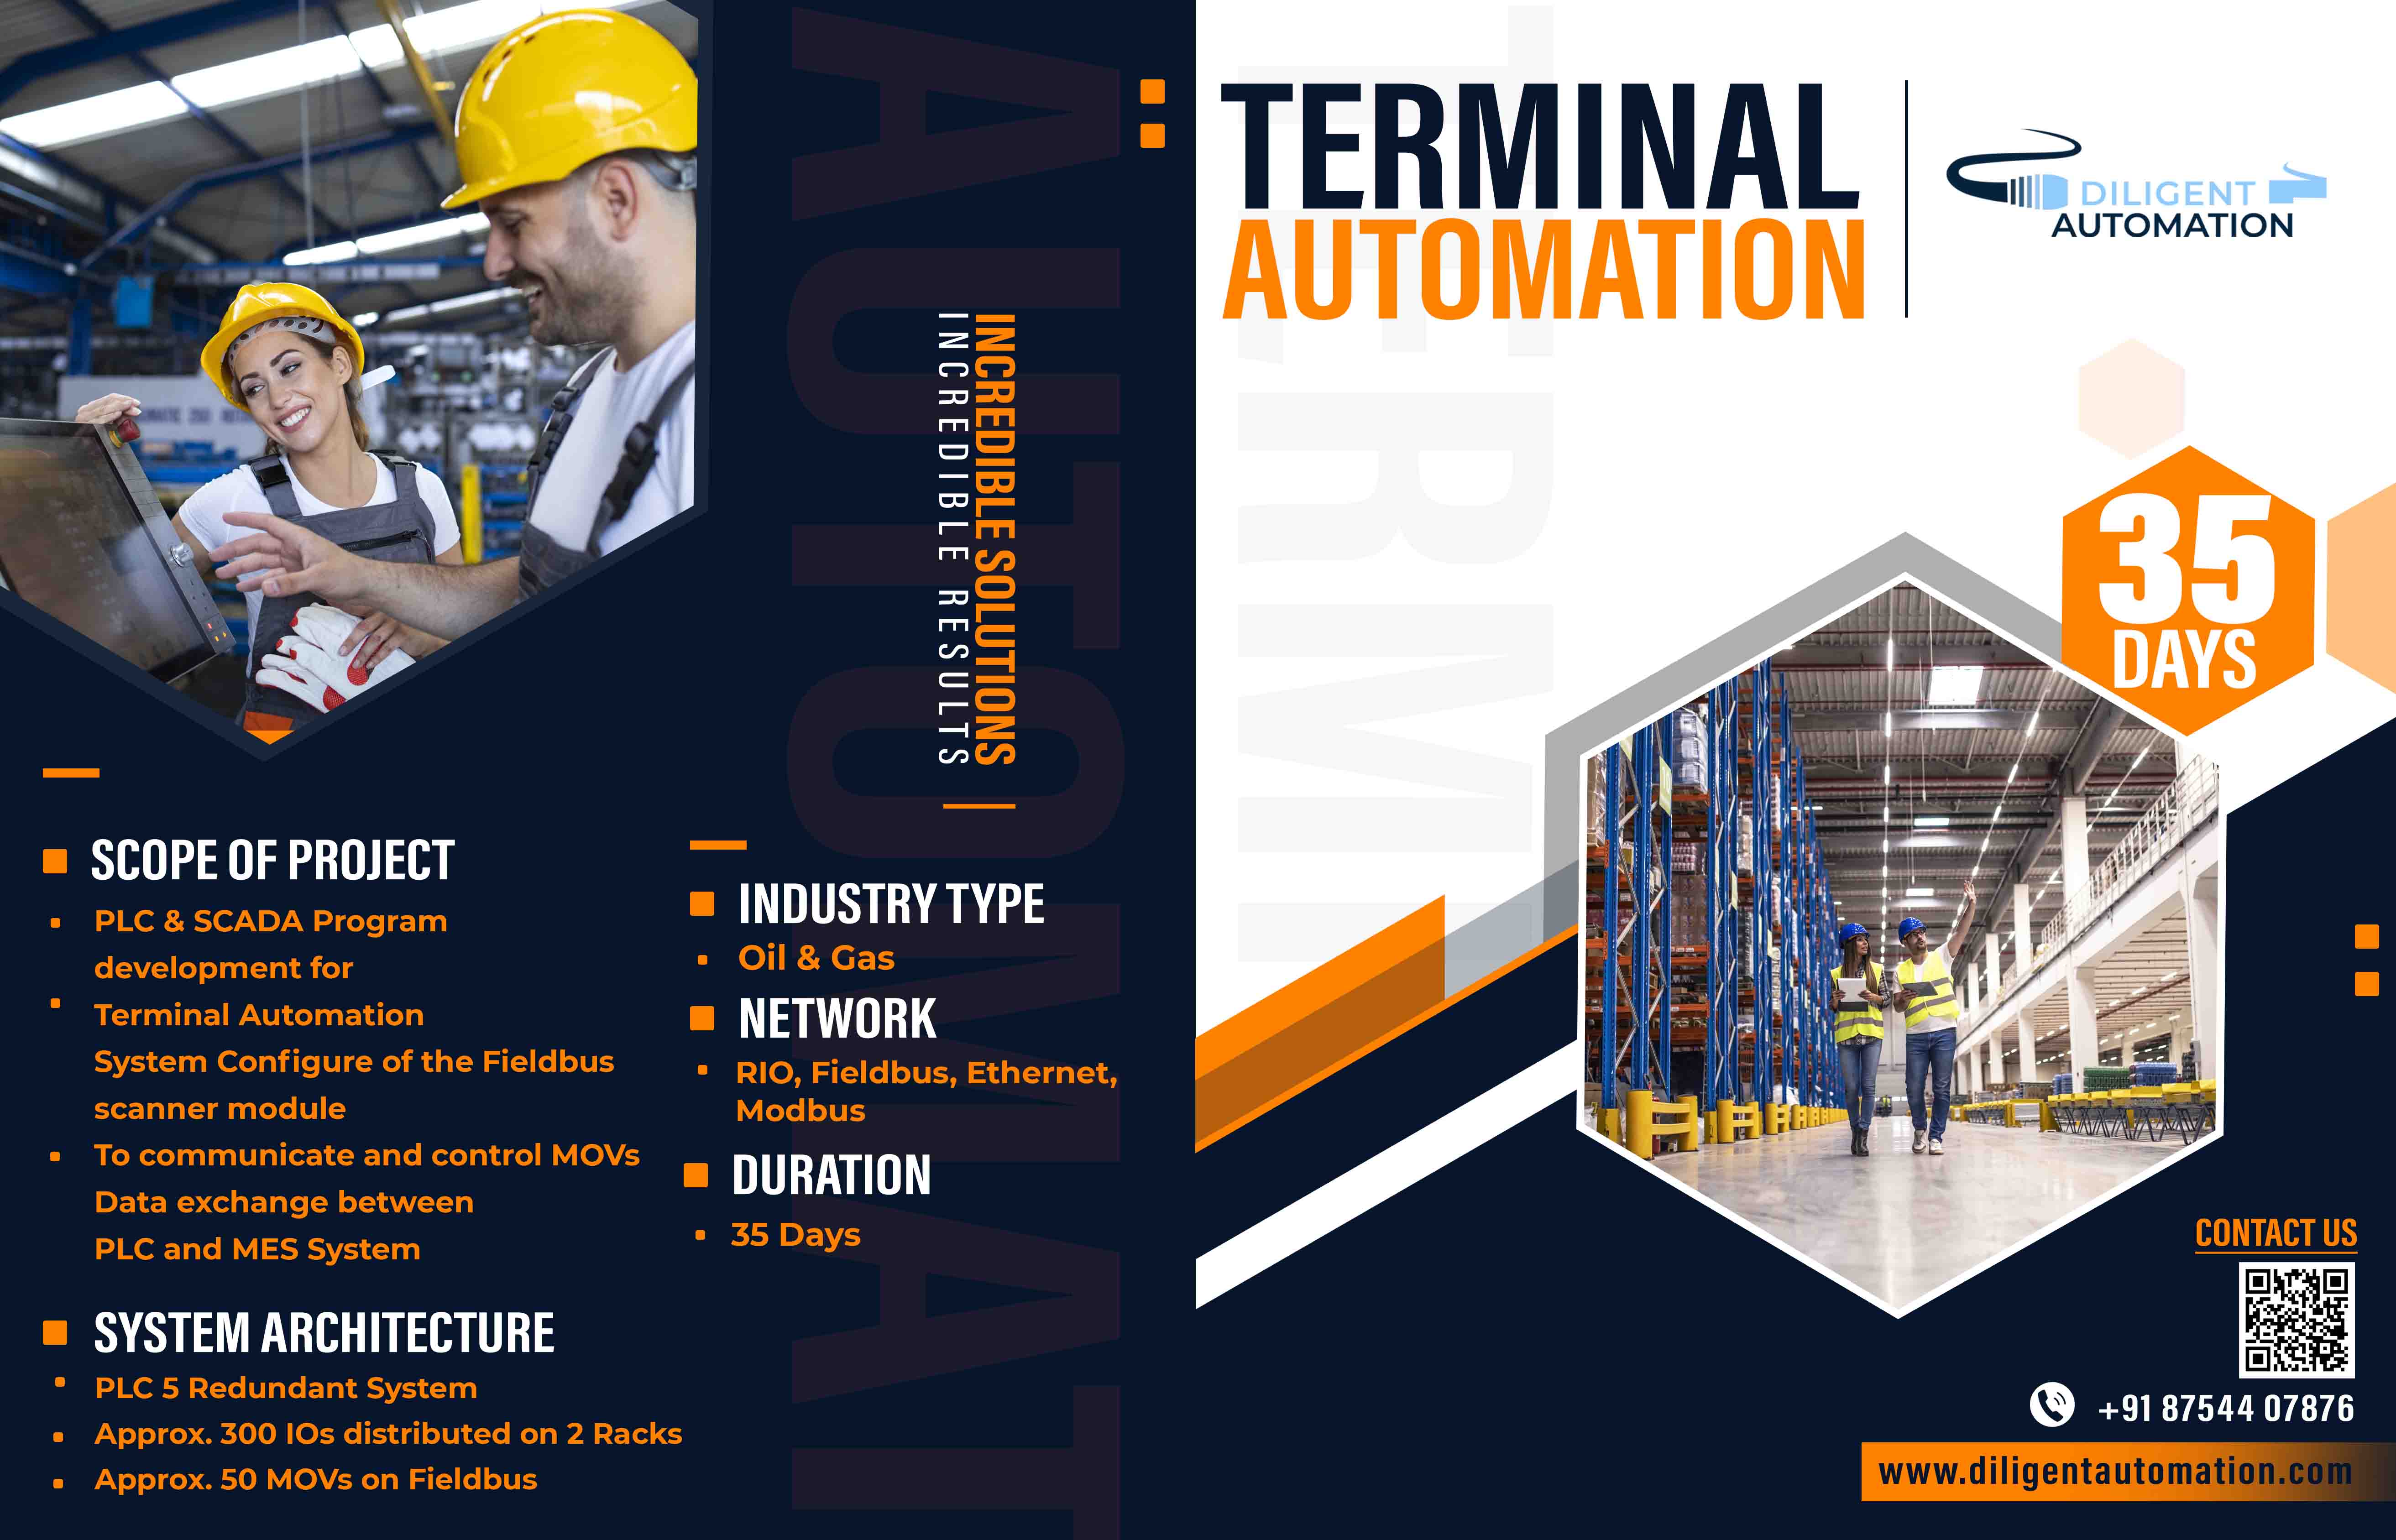 INCREDIBLE SOLUTIONS
INCREDIBLE RESULTS
SCOPE OF PROJECT
PLC & SCADA Program
development for
Terminal Automation
System Configure of the Fieldbus
scanner module
To communicate and control MOVs
Data exchange between
PLC and MES System
SYSTEM ARCHITECTURE
PLC 5 Redundant System
Approx. 300 IOs distributed on 2 Racks
Approx. 50 MOVs on Fieldbus
INDUSTRY TYPE
Oil & Gas
NETWORK
RIO, Fieldbus, Ethernet,
Modbus
DURATION
35 Days
AUTOMAT
TERMINAL
AUTOMATION
DILIGENT
AUTOMATION
TERMI
35
DAYS
CONTACT US
+91 87544 07876
www.diligentautomation.com